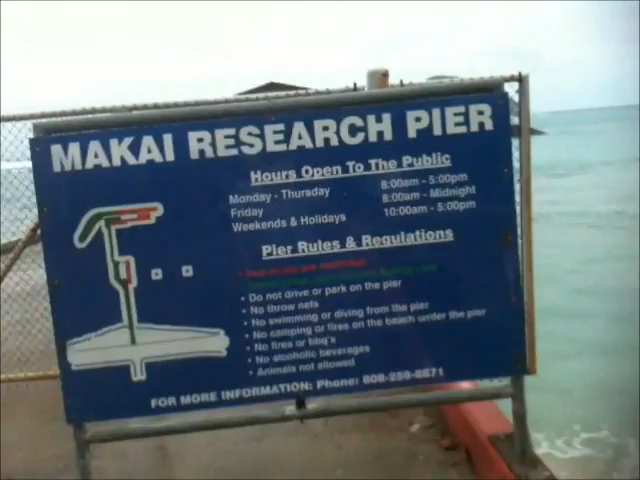 MAKAI RESEARCH PIER
Hours Open To The Public
Monday - Thursday 8:00am - 5:00pm
Friday 8:00am - Midnight
Weekends & Holidays 10:00am - 5:00pm
Pier Rules & Regulations
• Do not drive or park on the pier
• No throw nets
• No swimming or diving from the pier
• No camping or fires on the beach under the pier
• No fires or bbq's
• No alcoholic beverages
• Animals not allowed
FOR MORE INFORMATION: Phone: